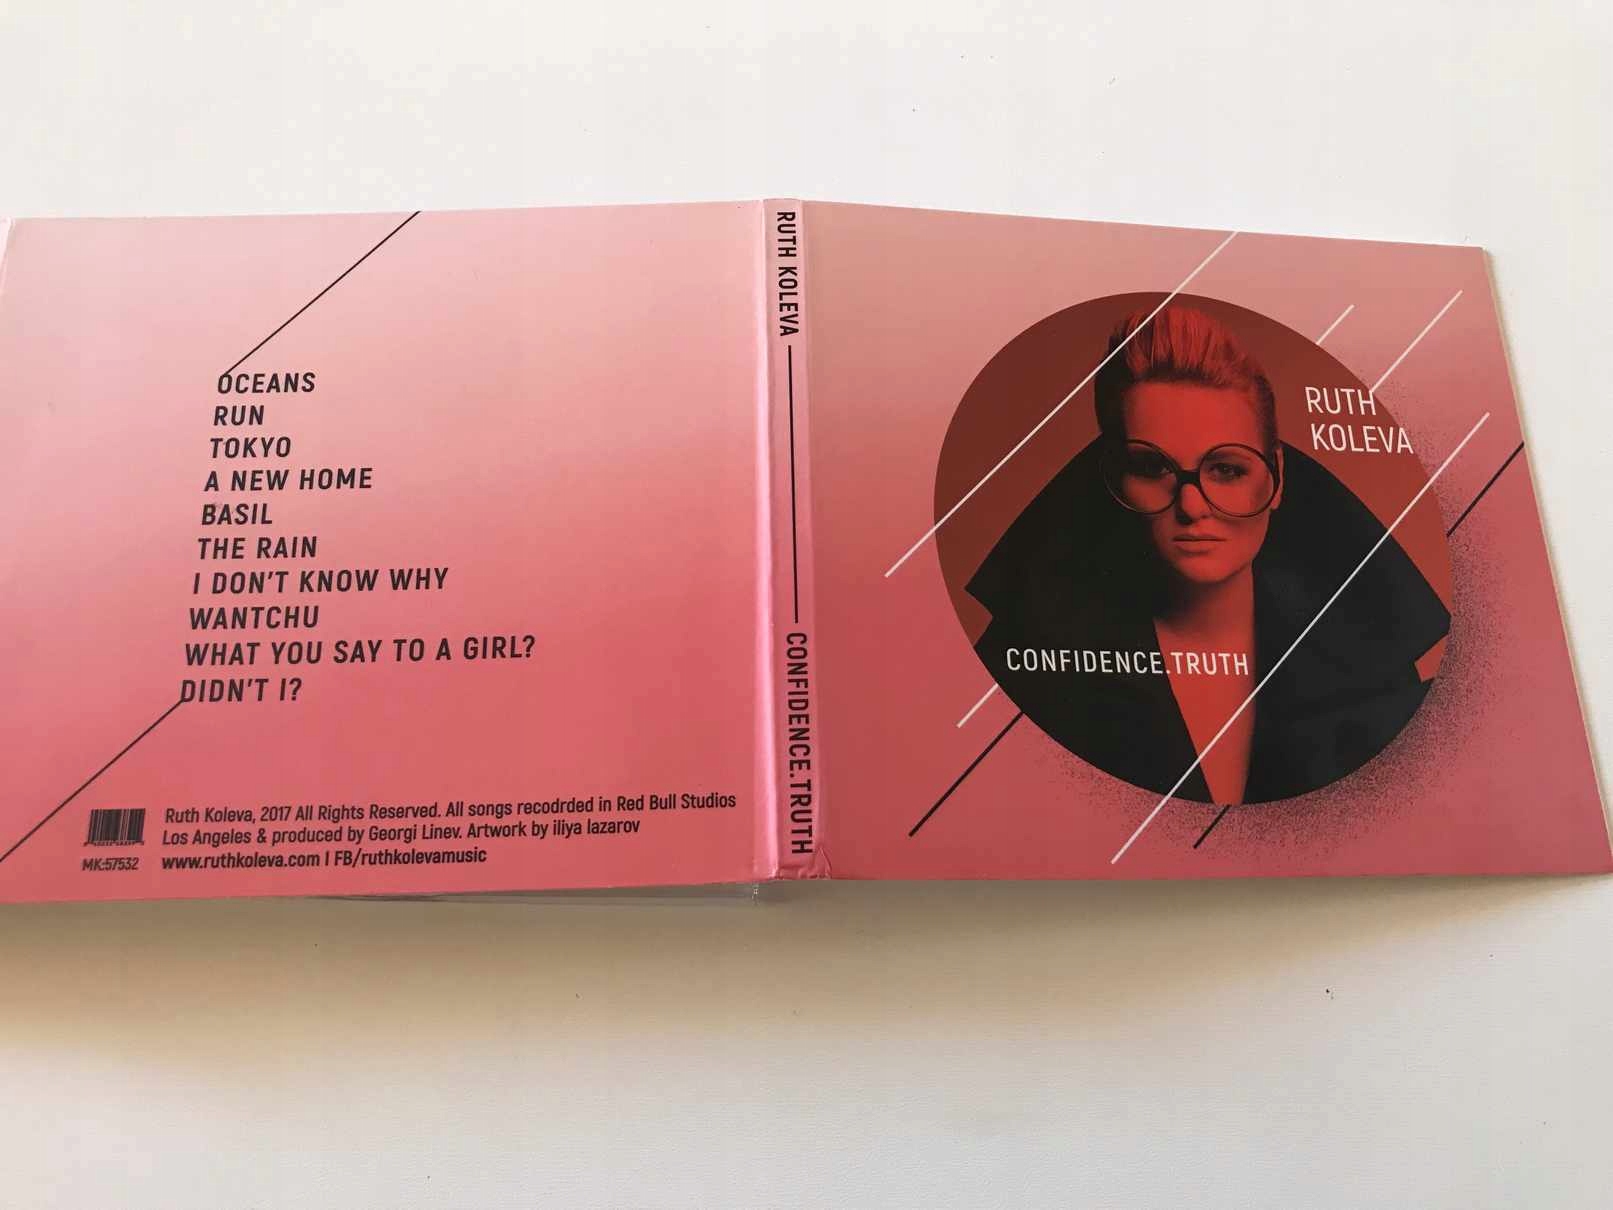 OCEANS
RUN
TOKYO
A NEW HOME
BASIL
THE RAIN
I DON'T KNOW WHY
WANTCHU
WHAT YOU SAY TO A GIRL?
DIDN'T I?
MK:57532
Ruth Koleva, 2017 All Rights Reserved. All songs recodrded in Red Bull Studios
Los Angeles & produced by Georgi Linev. Artwork by iliya lazarov
www.ruthkoleva.com I FB/ruthkolevamusic
RUTH KOLEVA
CONFIDENCE.TRUTH
RUTH
KOLEVA
CONFIDENCE.TRUTH